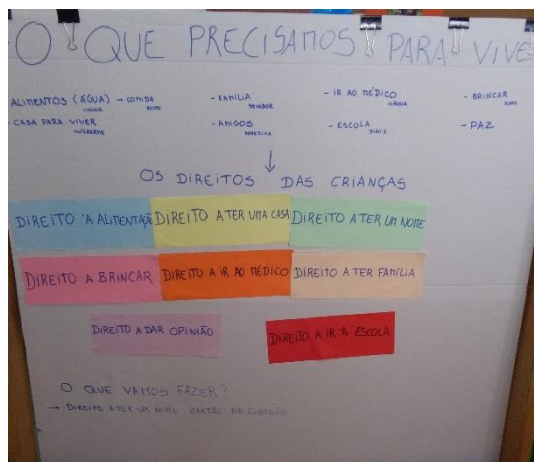 O QUE PRECISAMOS PARA VIVE
ALIMENTOS (ÁGUA) - COMIDA - FAMÍLIA - IR AO MÉDICO - BRINCAR
- CASA PARA VIVER - AMIGOS - ESCOLA - PAZ
GUILHERME
OS DIREITOS DAS CRIANÇAS
DIREITO À ALIMENTAÇÃO DIREITO A TER UMA CASA DIREITO A TER UM NOME
DIREITO A BRINCAR DIREITO A IR AO MÉDICO DIREITO A TER FAMÍLIA
DIREITO A DAR OPINIÃO DIREITO A IR À ESCOLA
O QUE VAMOS FAZER?
→ DIREITO A TER UM NOME: CARTÃO DE CIDADÃO